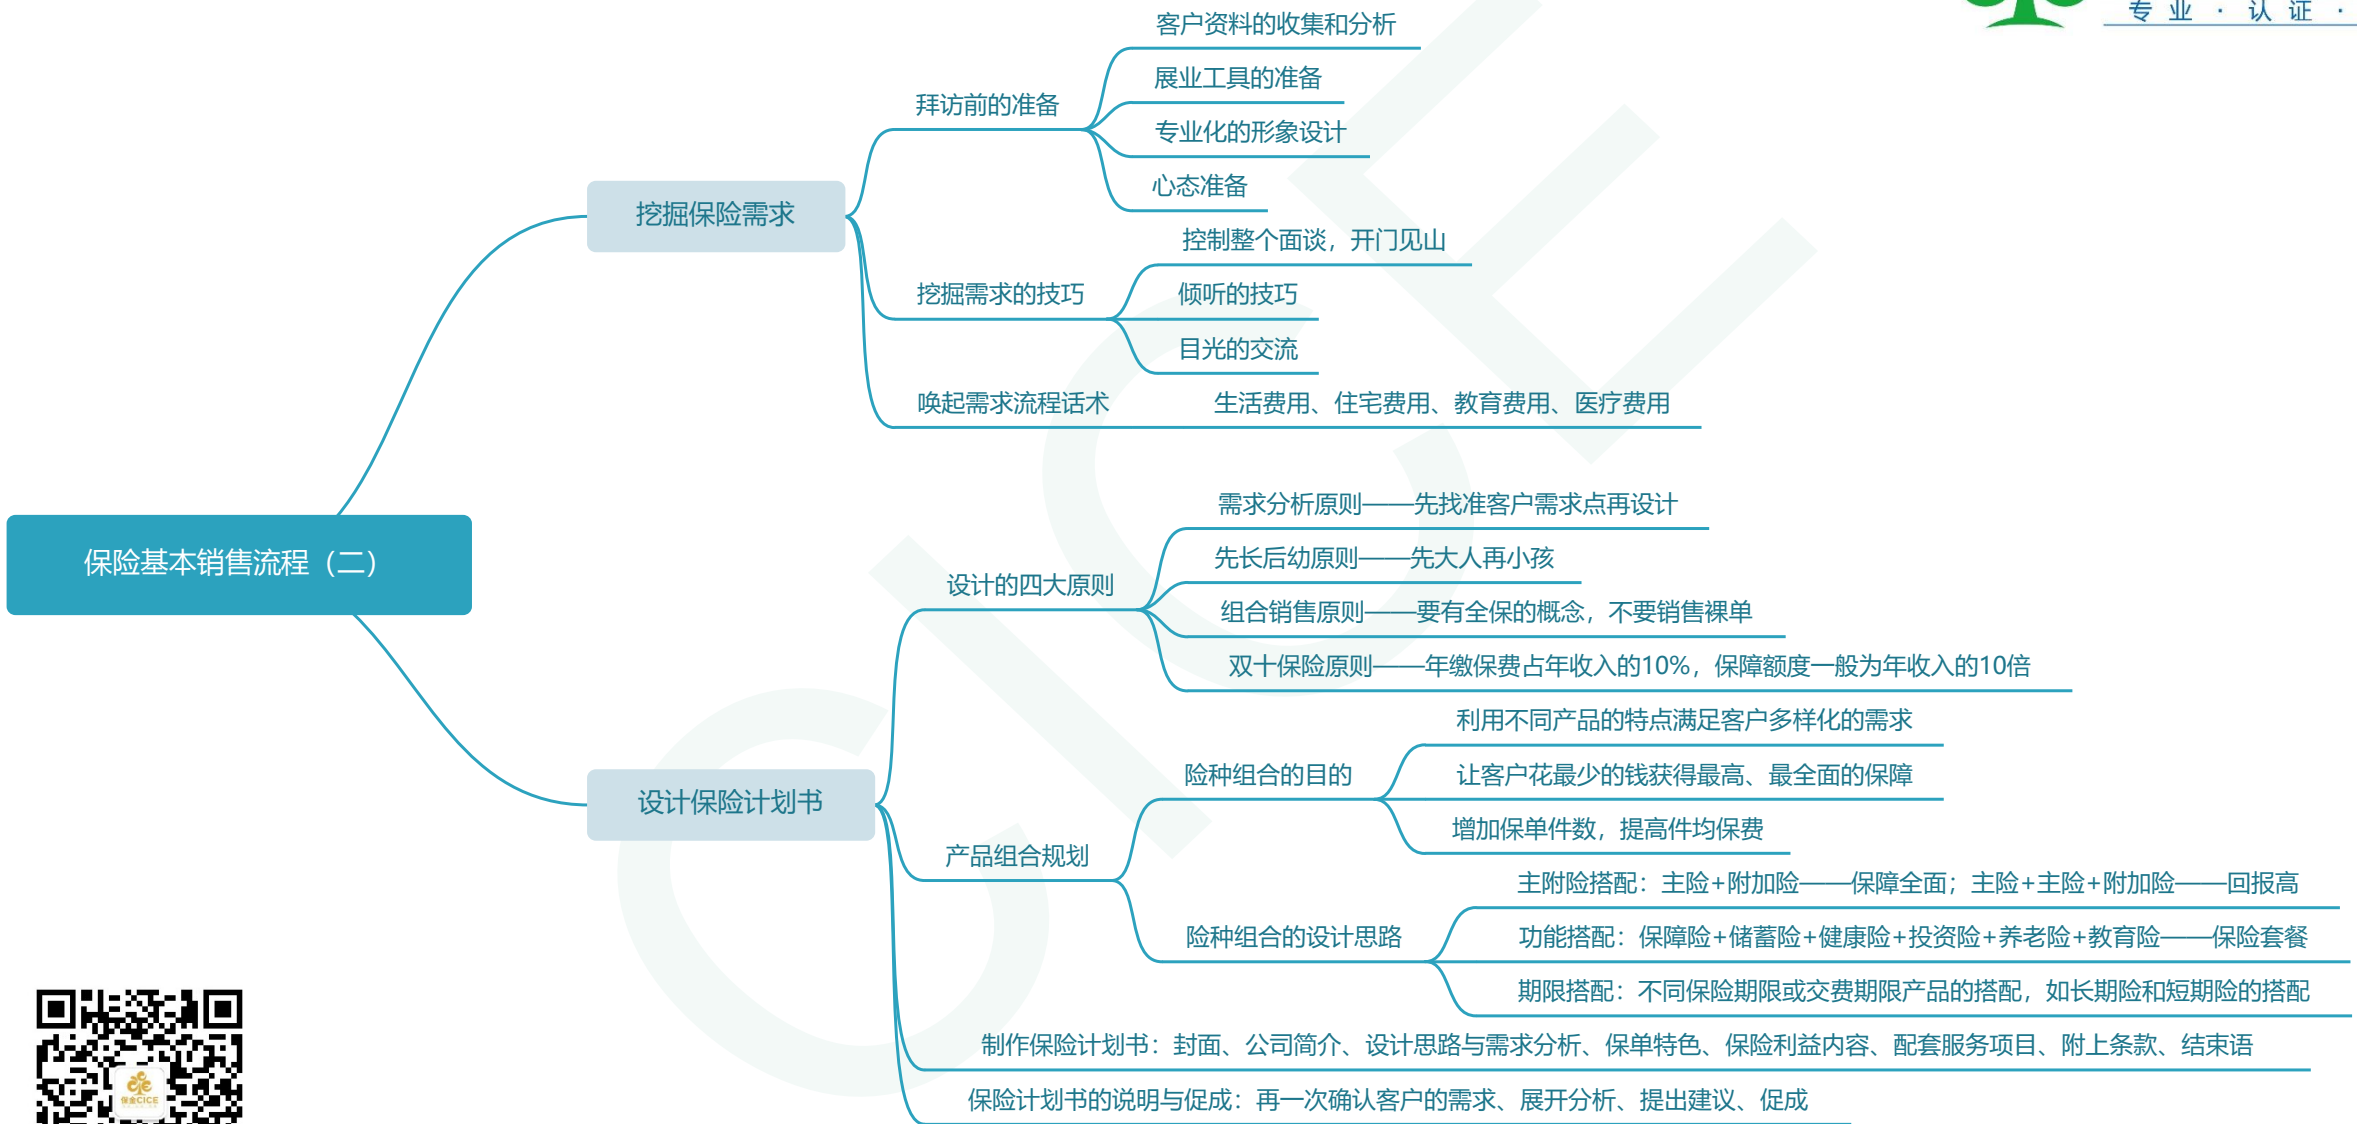 专业·认证·
客户资料的收集和分析
展业工具的准备
拜访前的准备
专业化的形象设计
心态准备
挖掘保险需求
控制整个面谈，开门见山
挖掘需求的技巧
倾听的技巧
目光的交流
唤起需求流程话术
生活费用、住宅费用、教育费用、医疗费用
保险基本销售流程（二）
需求分析原则——先找准客户需求点再设计
先长后幼原则——先大人再小孩
设计的四大原则
组合销售原则——要有全保的概念，不要销售裸单
双十保险原则——年缴保费占年收入的10%，保障额度一般为年收入的10倍
利用不同产品的特点满足客户多样化的需求
险种组合的目的
让客户花最少的钱获得最高、最全面的保障
设计保险计划书
增加保单件数，提高件均保费
产品组合规划
主附险搭配：主险+附加险——保障全面；主险+主险+附加险——回报高
险种组合的设计思路
功能搭配：保障险+储蓄险+健康险+投资险+养老险+教育险——保险套餐
期限搭配：不同保险期限或交费期限产品的搭配，如长期险和短期险的搭配
制作保险计划书：封面、公司简介、设计思路与需求分析、保单特色、保险利益内容、配套服务项目、附上条款、结束语
保险计划书的说明与促成：再一次确认客户的需求、展开分析、提出建议、促成
CICE
保金CICE